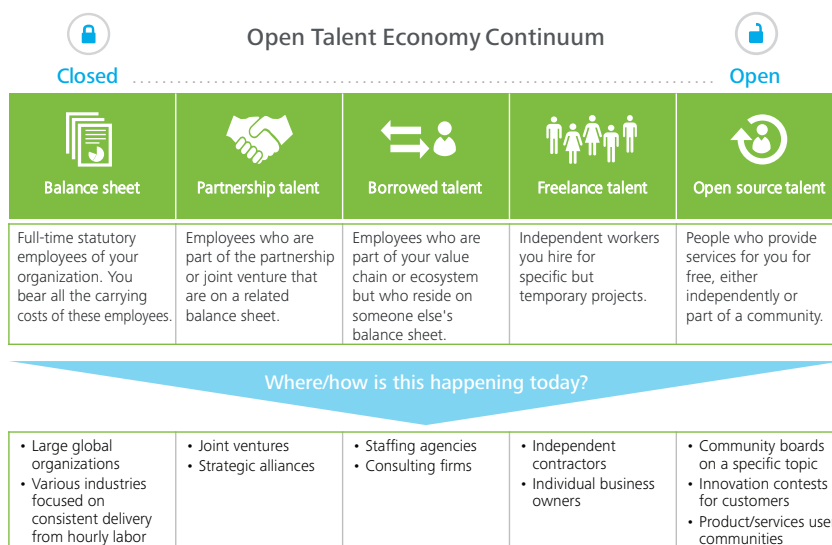 Open Talent Economy Continuum
Closed
Open
Balance sheet
Partnership talent
Borrowed talent
Freelance talent
Open source talent
Full-time statutory
employees of your
organization. You
bear all the carrying
costs of these employees.
Employees who are
part of the partnership
or joint venture that
are on a related
balance sheet.
Employees who are
part of your value
chain or ecosystem
but who reside on
someone else's
balance sheet.
Independent workers
you hire for
specific but
temporary projects.
People who provide
services for you for
free, either
independently or
part of a community.
Where/how is this happening today?
• Large global
organizations
• Various industries
focused on
consistent delivery
from hourly labor
• Joint ventures
• Strategic alliances
• Staffing agencies
• Consulting firms
• Independent
contractors
• Individual business
owners
• Community boards
on a specific topic
• Innovation contests
for customers
• Product/services use
communities